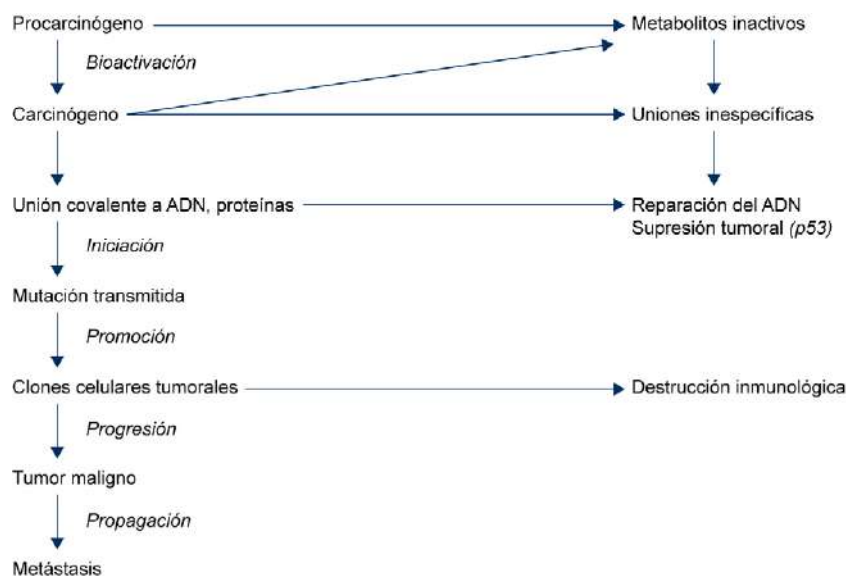 Procarcinógeno
Metabolitos inactivos
Bioactivación
Carcinógeno
Uniones inespecíficas
Unión covalente a ADN, proteínas
Reparación del ADN
Supresión tumoral (p53)
Iniciación
Mutación transmitida
Promoción
Clones celulares tumorales
Destrucción inmunológica
Progresión
Tumor maligno
Propagación
Metástasis